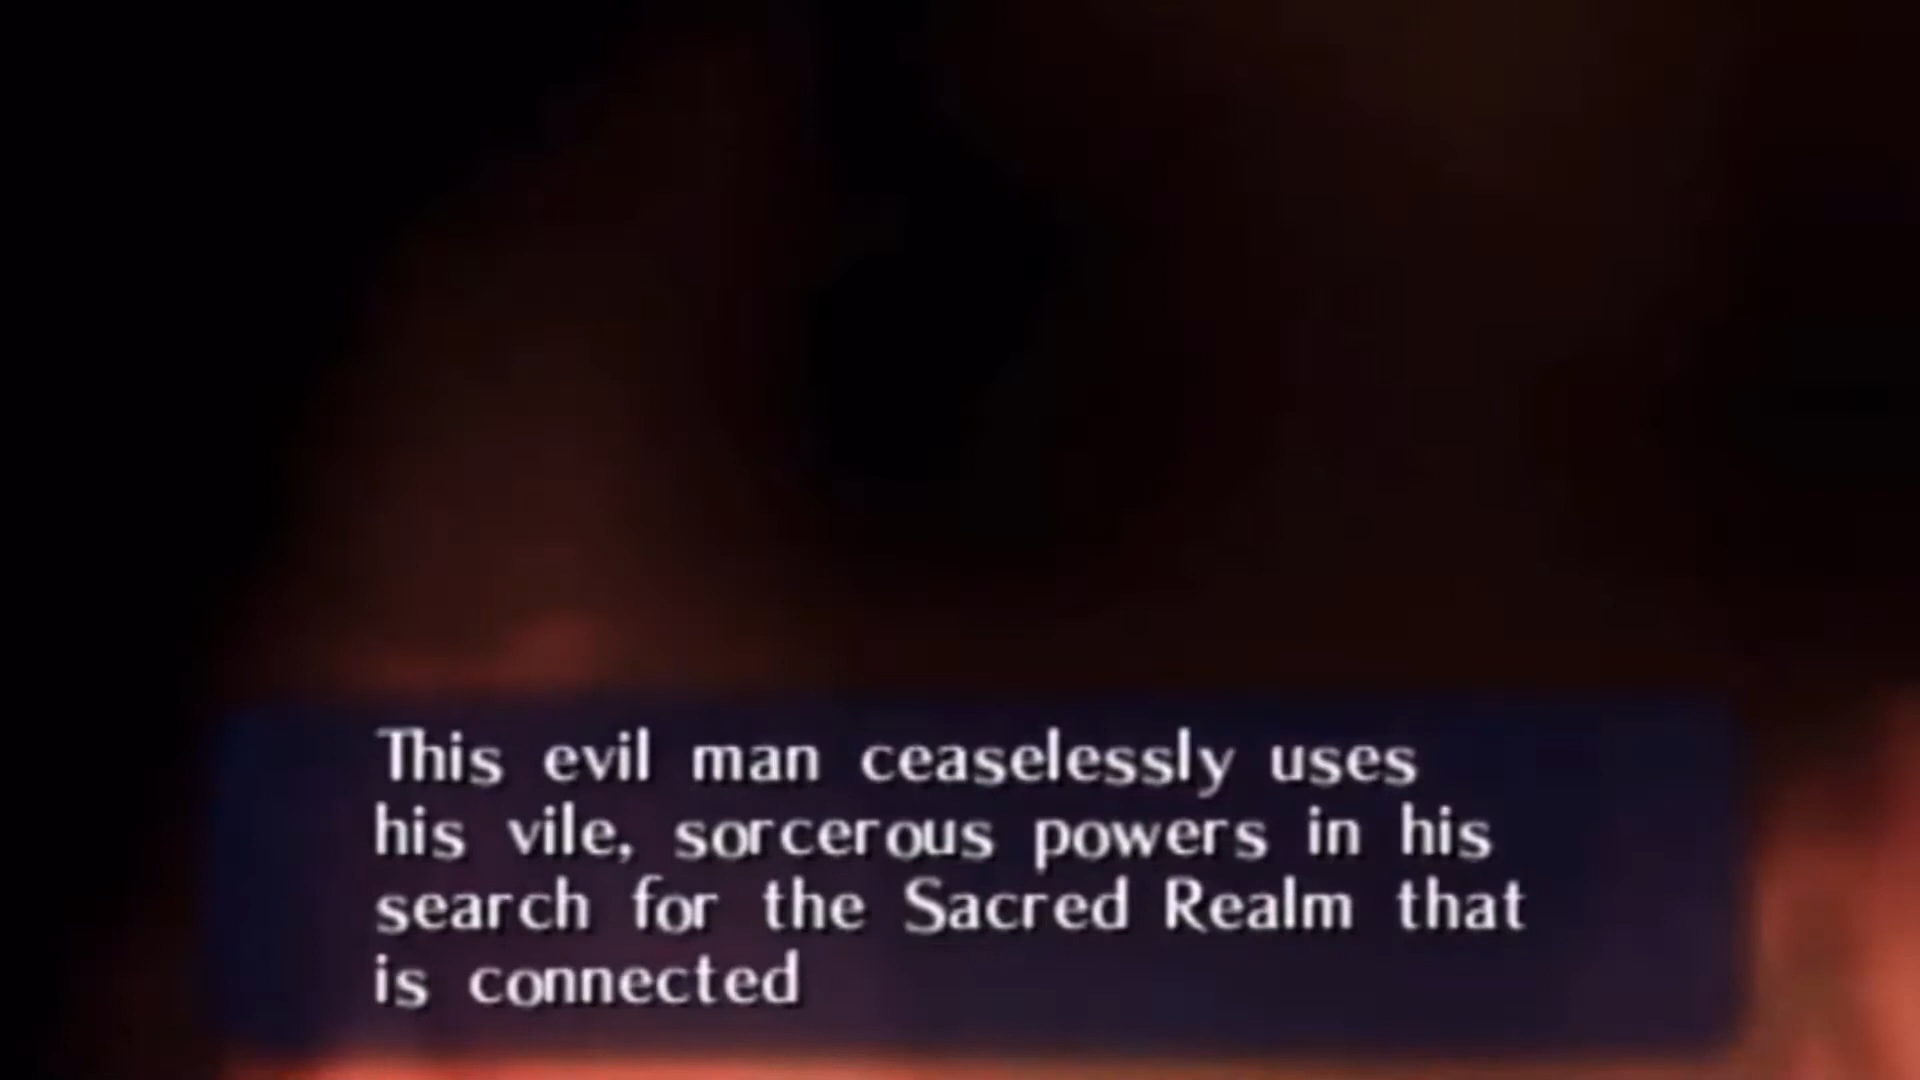 This evil man ceaselessly uses
his vile, sorcerous powers in his
search for the Sacred Realm that
is connected